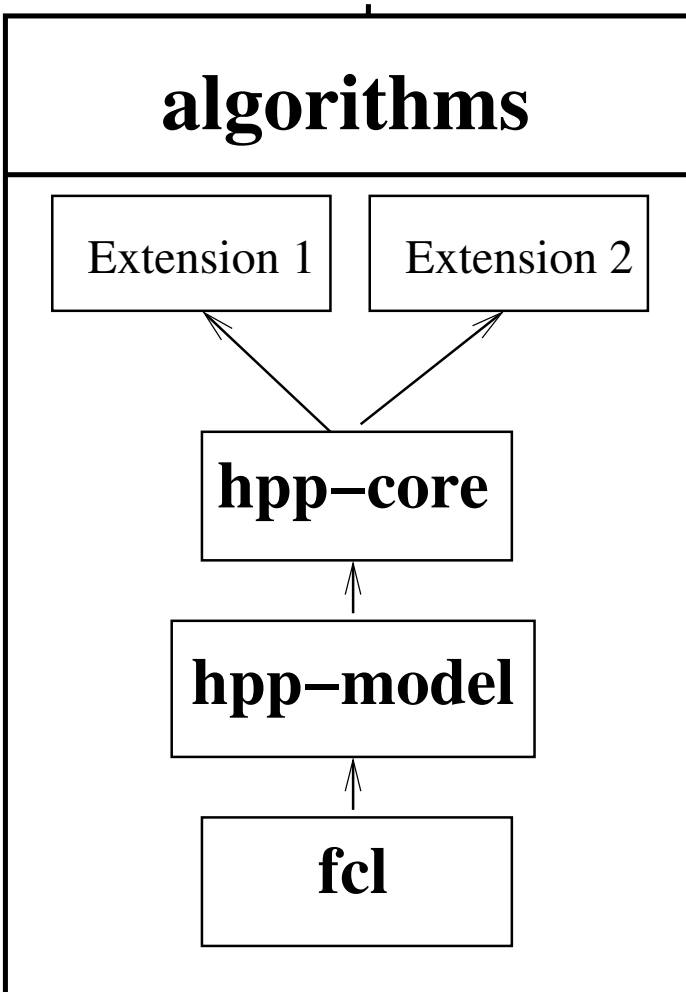 algorithms
Extension 1
Extension 2
hpp−core
hpp−model
fcl